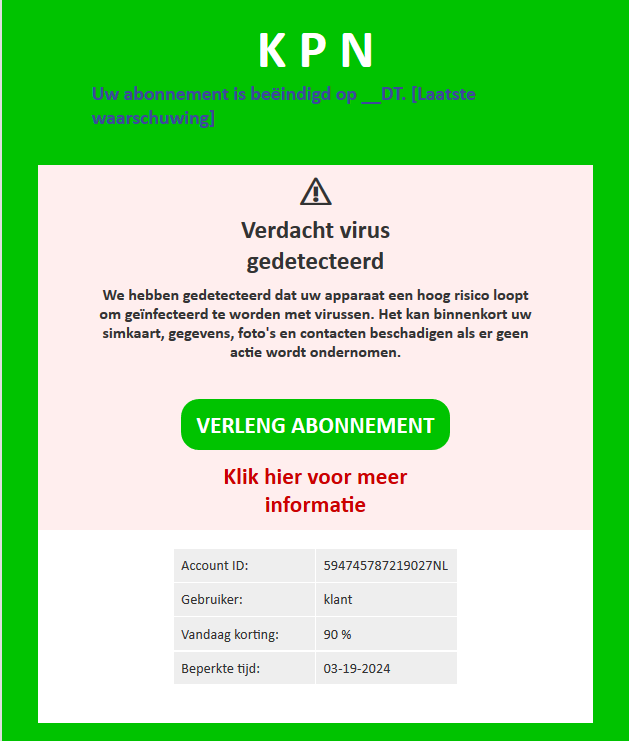 K P N
Uw abonnement is beëindigd op __DT. [Laatste
waarschuwing]
Verdacht virus
gedetecteerd
We hebben gedetecteerd dat uw apparaat een hoog risico loopt
om geïnfecteerd te worden met virussen. Het kan binnenkort uw
simkaart, gegevens, foto's en contacten beschadigen als er geen
actie wordt ondernomen.
VERLENG ABONNEMENT
Klik hier voor meer
informatie
Account ID: 594745787219027NL
Gebruiker: klant
Vandaag korting: 90 %
Beperkte tijd: 03-19-2024